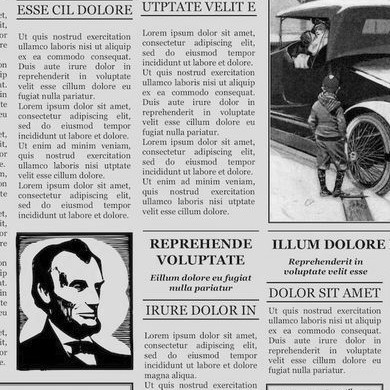 ESSE CIL DOLORE
Ut quis nostrud exercitation
ullamco laboris nisi ut aliquip
ex ea commodo consequat.
Duis aute irure dolor in
reprehenderit in voluptate
velit esse cillum dolore eu
fugiat nulla pariatur.
Lorem ipsum dolor sit amet,
consectetur adipiscing elit,
sed do eiusmod tempor
incididunt ut labore et dolore.
Ut enim ad minim veniam,
quis nostrud exercitation
ullamco laboris nisi utate
velit esse cillum dolore.
Lorem ipsum dolor sit amet,
consectetur adipiscing elit,
sed do eiusmod tempor
incididunt ut labore et dolore.
UTPTATE VELIT E
Lorem ipsum dolor sit amet,
consectetur adipiscing elit,
sed do eiusmod tempor
incididunt ut labore et dolore.
Ut quis nostrud exercitation
ullamco laboris nisi ut aliquip
ex ea commodo consequat.
Duis aute irure dolor in
reprehenderit in voluptate
velit esse cillum dolore eu
fugiat nulla pariatur.
Lorem ipsum dolor sit amet,
consectetur adipiscing elit,
sed do eiusmod tempor
incididunt ut labore et dolore.
Ut enim ad minim veniam,
quis nostrud exercitation
ullamco laboris nisi utate
velit esse cillum dolore.
REPREHENDE
VOLUPTATE
Eillum dolore eu fugiat
nulla pariatur
IRURE DOLOR IN
Lorem ipsum dolor sit amet,
consectetur adipiscing elit,
sed do eiusmod tempor
incididunt ut labore et dolore
magna aliqua.
Ut quis nostrud exercitation
ILLUM DOLORE
Reprehenderit in
voluptate velit esse
DOLOR SIT AMET
Ut quis nostrud exercitation
ullamco laboris nisi ut aliquip
ex ea commodo consequat.
Duis aute irure dolor in
reprehenderit in voluptate
velit esse cillum dolore eu
fugiat nulla pariatur.